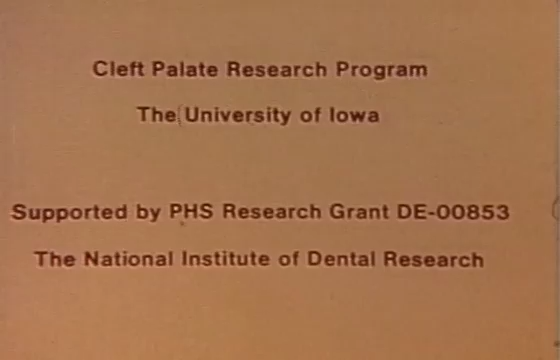 Cleft Palate Research Program
The University of Iowa
Supported by PHS Research Grant DE-00853
The National Institute of Dental Research